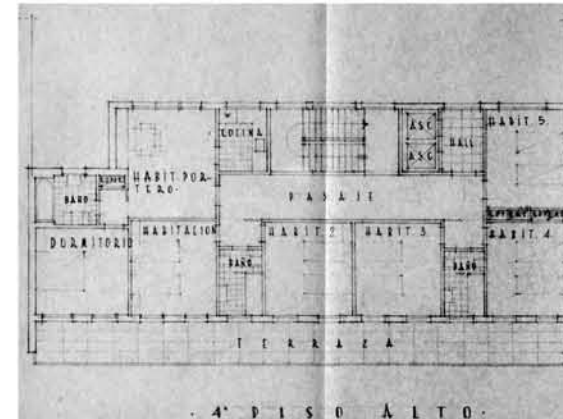 COCINA
ASC.
HALL
HABIT. 5.
ASC.
HABIT. POR-
TERO.
BAÑO
PASAJE
DORMITORIO
HABITACION
HABIT. 2
HABIT. 3
HABIT. 4.
BAÑO
BAÑO
TERRAZA
4° PISO ALTO.